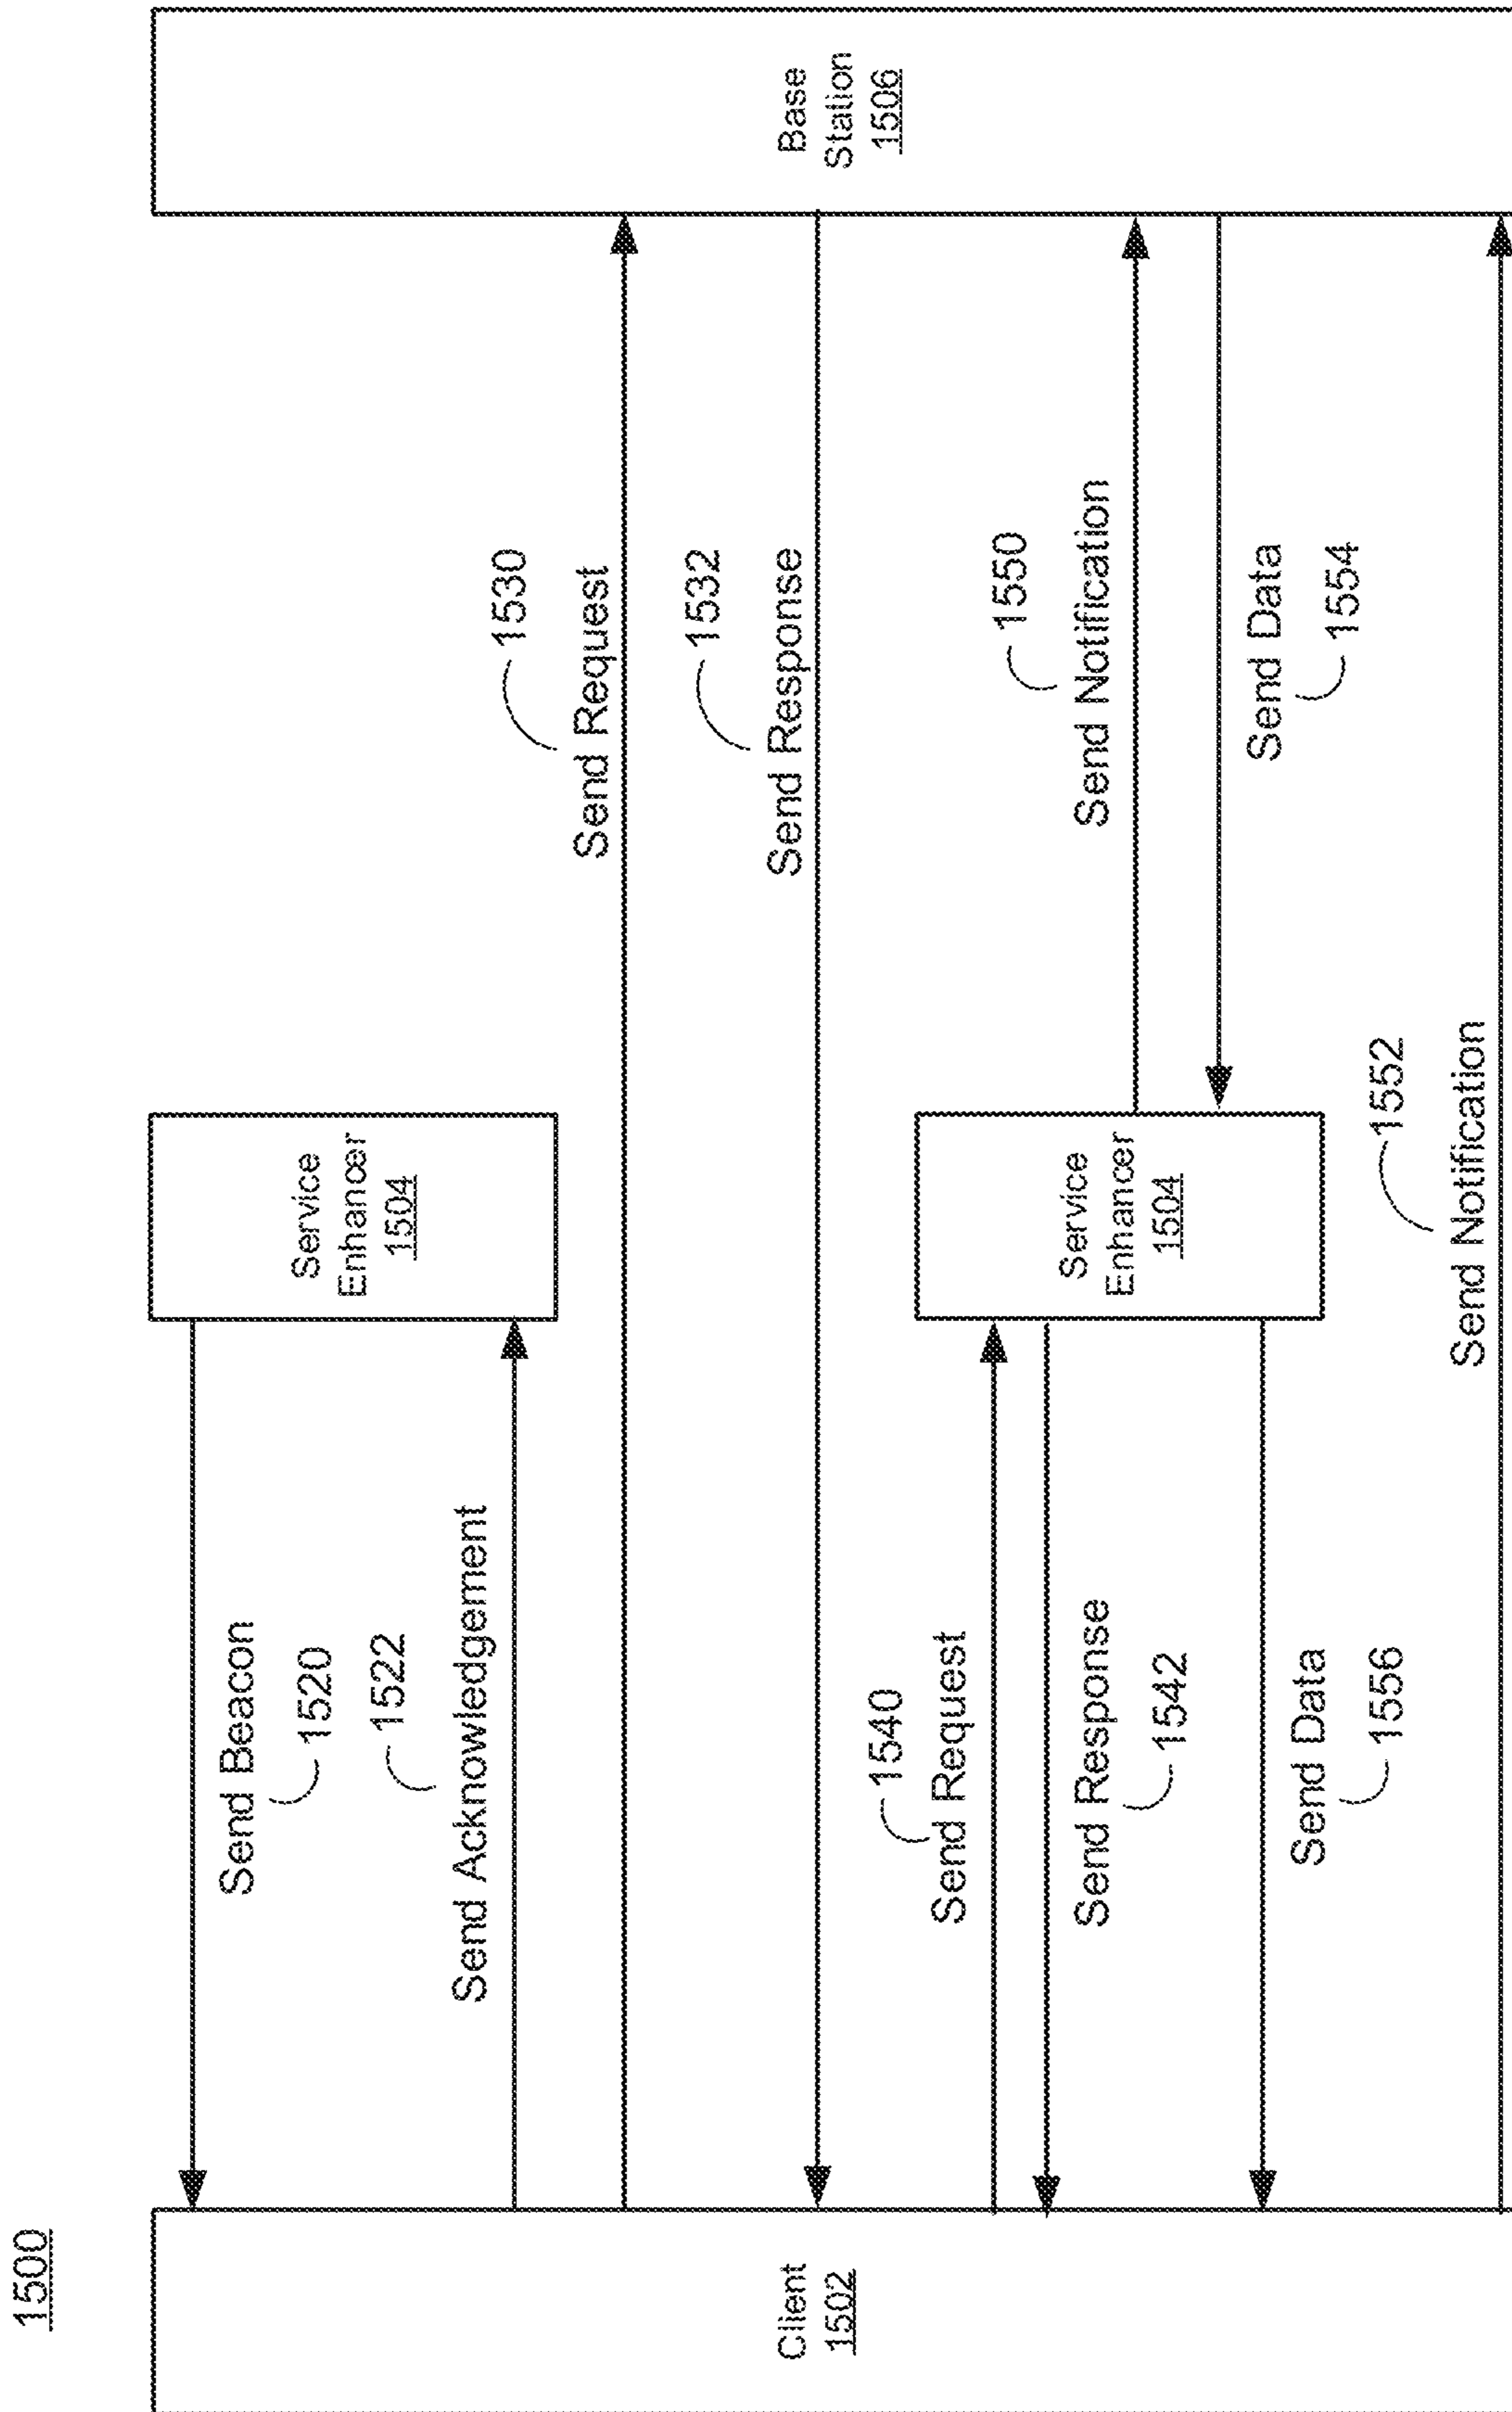 1500
Client
1502
Service
Enhancer
1504
Base
Station
1506
Send Beacon
1520
1522
Send Acknowledgement
1530
Send Request
1532
Send Response
1540
Send Request
Send Response
1542
Service
Enhancer
1504
1550
Send Notification
Send Data
1554
Send Data
1556
1552
Send Notification